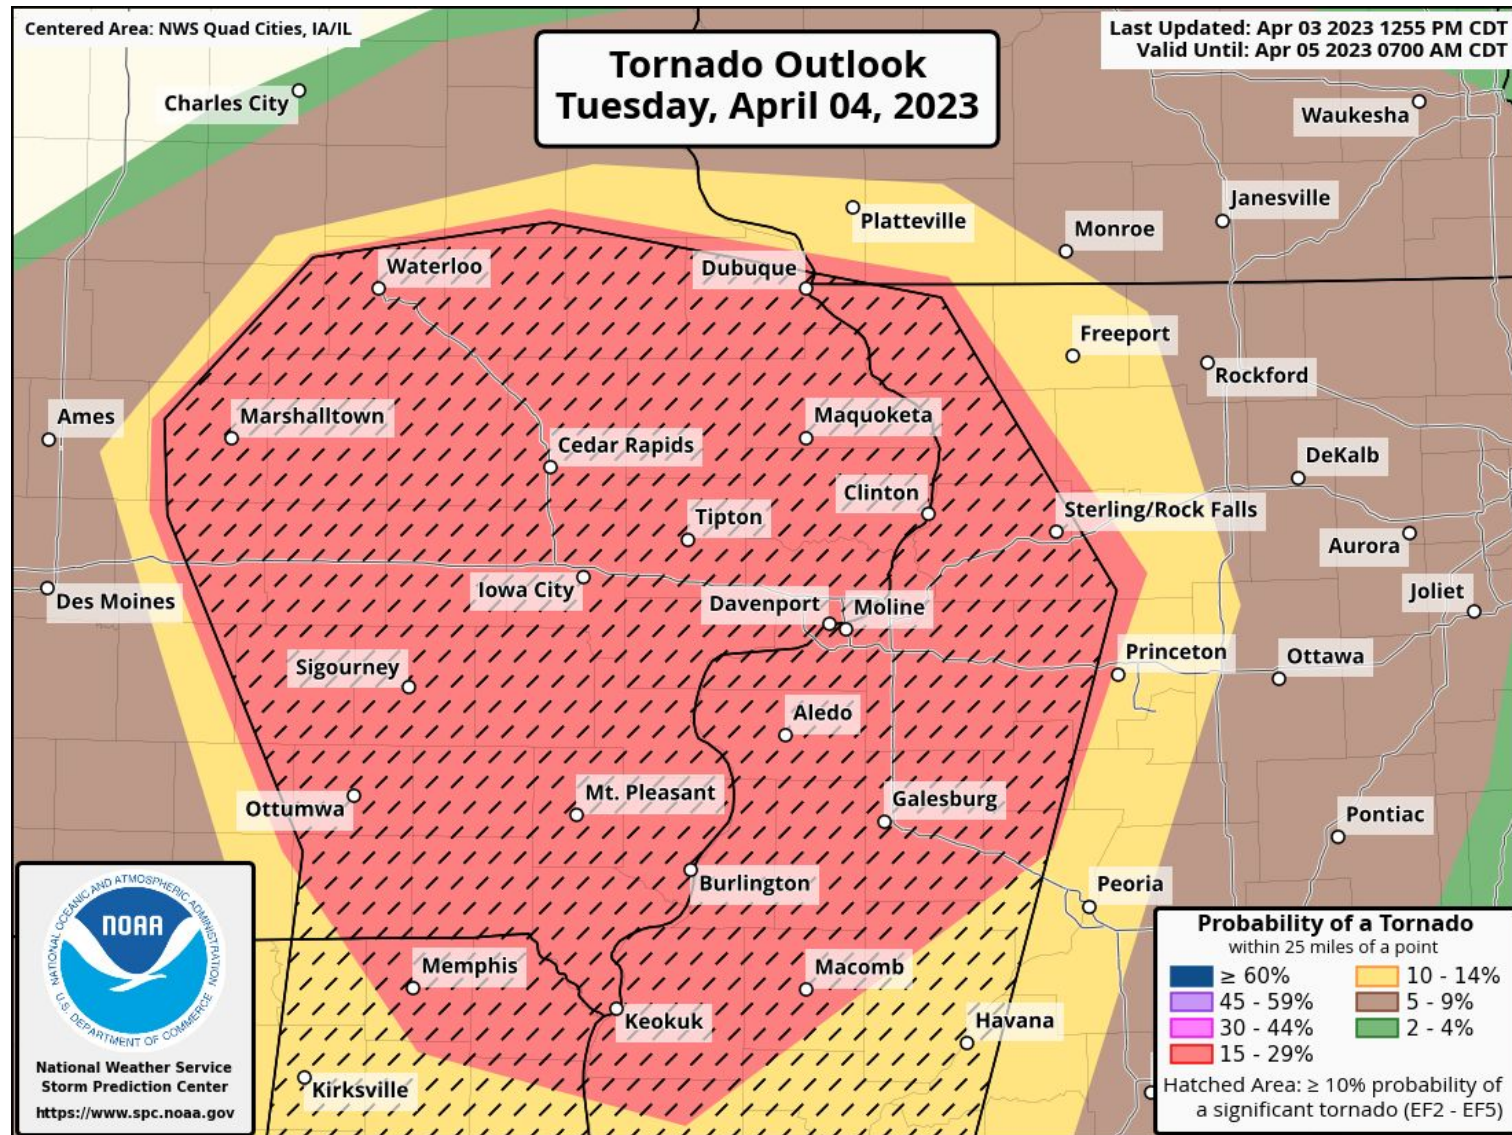 Centered Area: NWS Quad Cities, IA/IL
Tornado Outlook
Tuesday, April 04, 2023
Last Updated: Apr 03 2023 1255 PM CDT
Valid Until: Apr 05 2023 0700 AM CDT
Charles City
Waukesha
Janesville
Platteville
Monroe
Waterloo
Dubuque
Freeport
Rockford
Ames
Marshalltown
Maquoketa
Cedar Rapids
DeKalb
Clinton
Sterling/Rock Falls
Tipton
Aurora
Iowa City
Joliet
Des Moines
Davenport
Moline
Princeton
Ottawa
Sigourney
Aledo
Mt. Pleasant
Galesburg
Ottumwa
Pontiac
Burlington
Peoria
Memphis
Macomb
Keokuk
Havana
Kirksville
NATIONAL OCEANIC AND ATMOSPHERIC ADMINISTRATION
NOAA
U.S. DEPARTMENT OF COMMERCE
National Weather Service
Storm Prediction Center
https://www.spc.noaa.gov
Probability of a Tornado
within 25 miles of a point
≥ 60%
45 - 59%
30 - 44%
15 - 29%
10 - 14%
5 - 9%
2 - 4%
Hatched Area: ≥ 10% probability of
a significant tornado (EF2 - EF5)